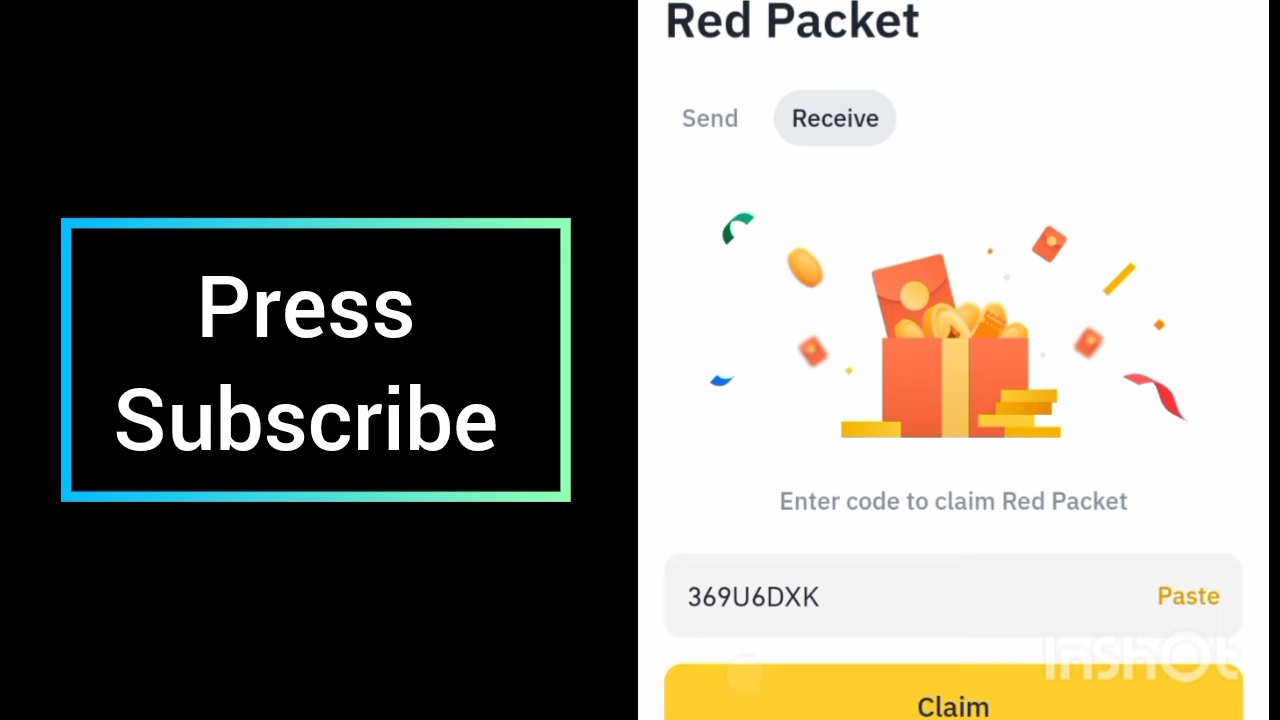 Press
Subscribe
Red Packet
Send
Receive
Enter code to claim Red Packet
369U6DXK
Paste
InShOt
Claim